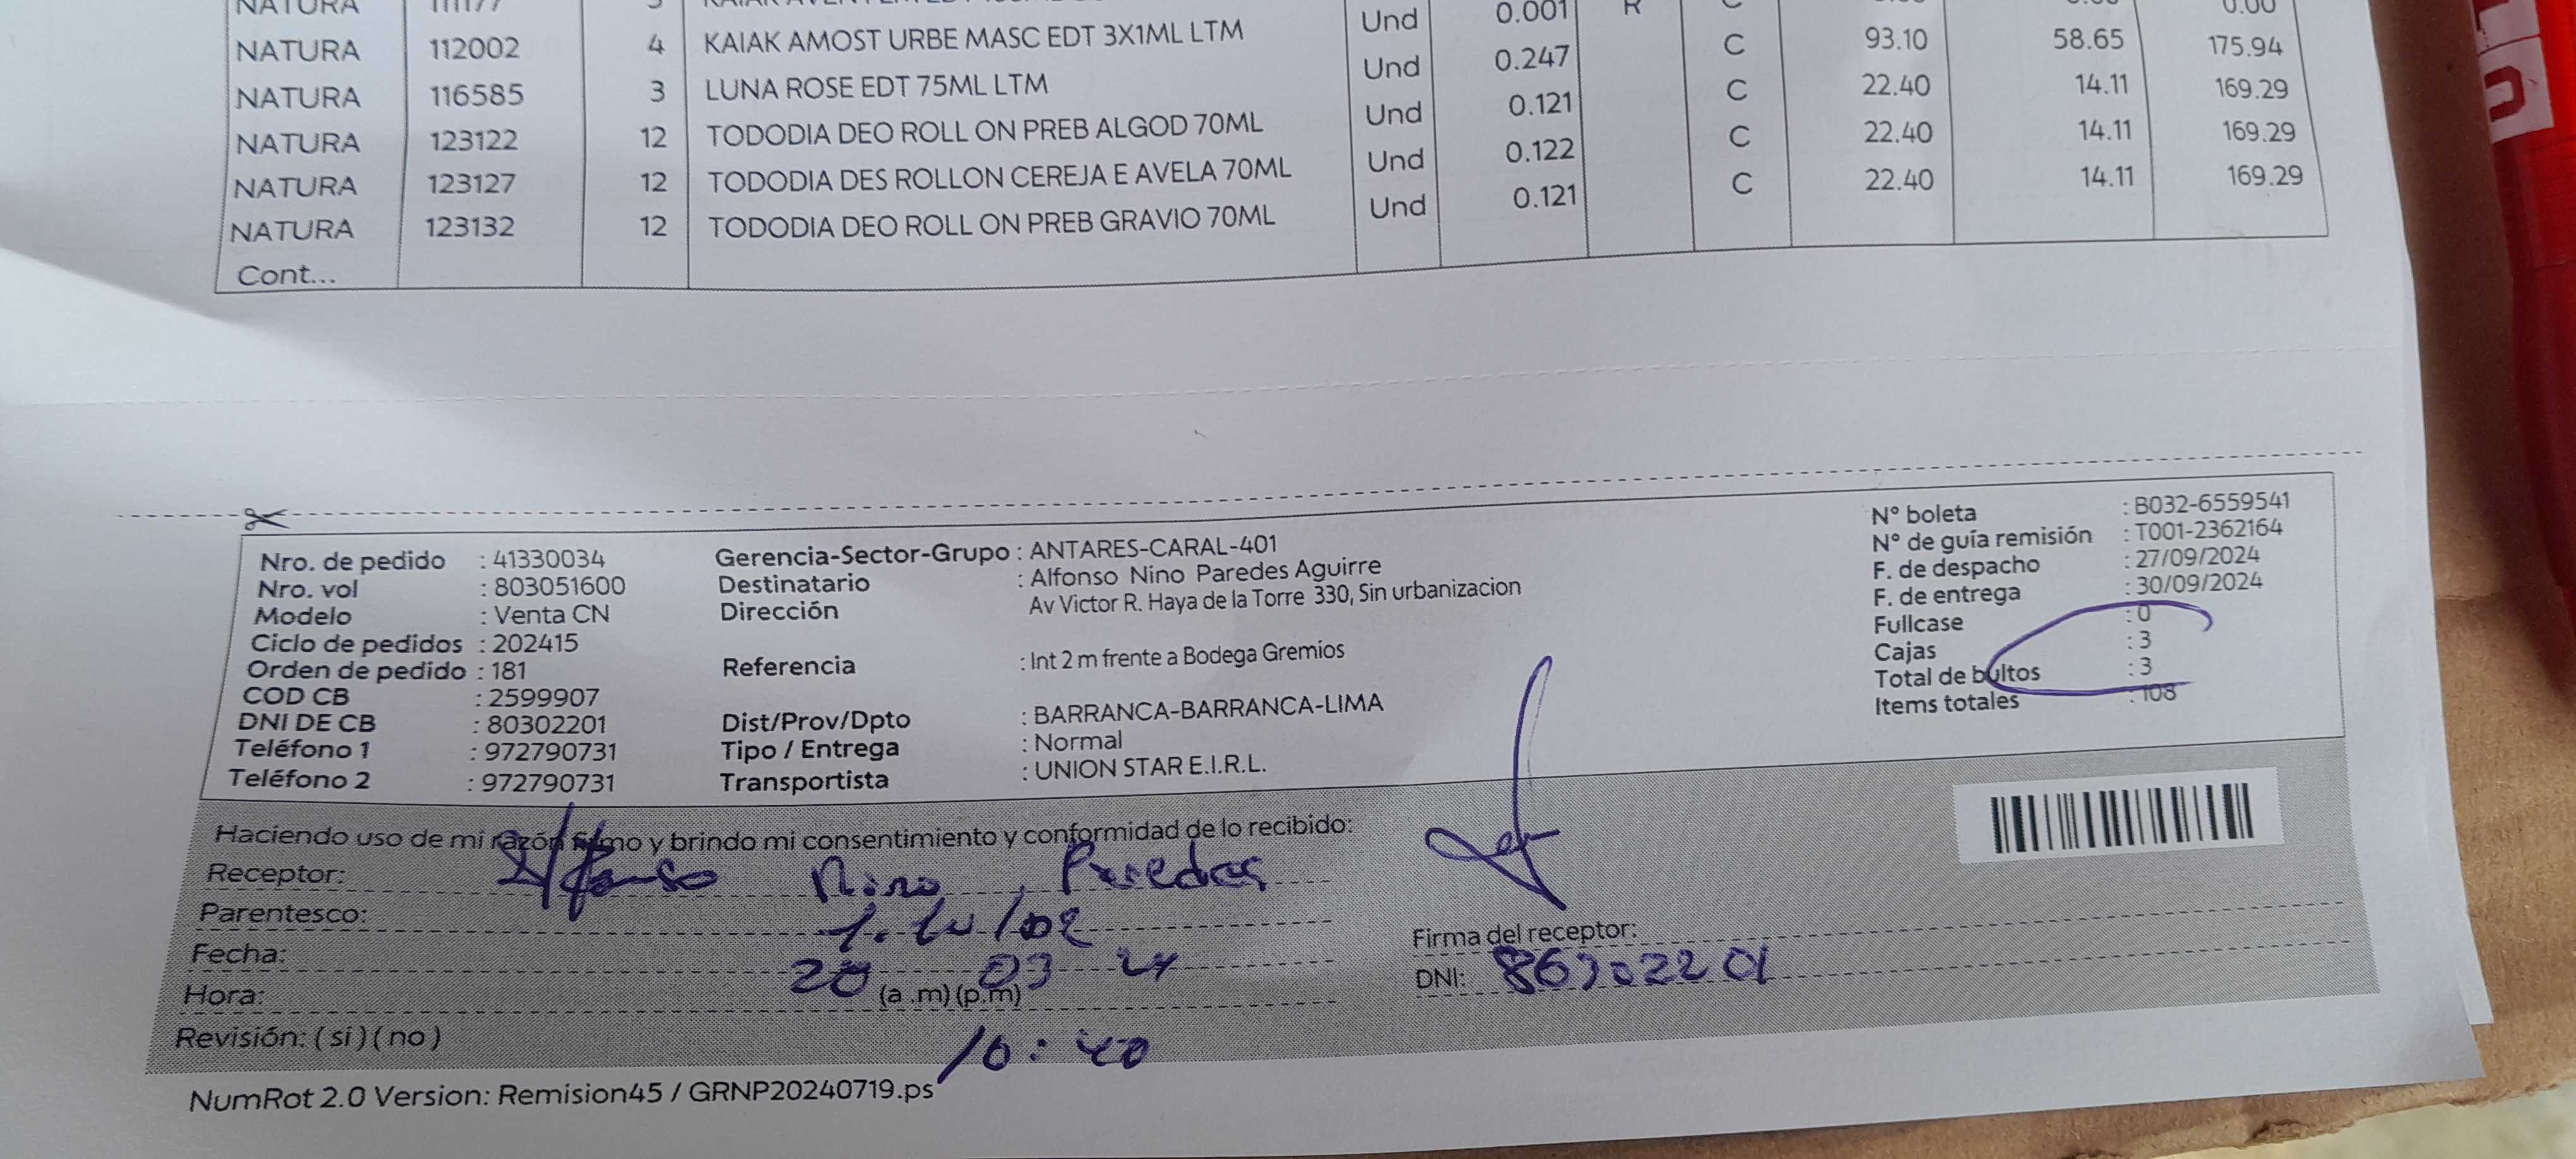 NATURA 111177 3
NATURA 112002 4 KAIAK AMOST URBE MASC EDT 3X1ML LTM Und 0.001 R C 0.00
NATURA 116585 3 LUNA ROSE EDT 75ML LTM Und 0.247 C 93.10 58.65 175.94
NATURA 123122 12 TODODIA DEO ROLL ON PREB ALGOD 70ML Und 0.121 C 22.40 14.11 169.29
NATURA 123127 12 TODODIA DES ROLLON CEREJA E AVELA 70ML Und 0.122 C 22.40 14.11 169.29
NATURA 123132 12 TODODIA DEO ROLL ON PREB GRAVIO 70ML Und 0.121 C 22.40 14.11 169.29
Cont...
Nro. de pedido : 41330034
Nro. vol : 803051600
Modelo : Venta CN
Ciclo de pedidos : 202415
Orden de pedido : 181
COD CB : 2599907
DNI DE CB : 80302201
Teléfono 1 : 972790731
Teléfono 2 : 972790731
Gerencia-Sector-Grupo : ANTARES-CARAL-401
Destinatario : Alfonso Nino Paredes Aguirre
Dirección Av Victor R. Haya de la Torre 330, Sin urbanizacion
Referencia : Int 2 m frente a Bodega Gremios
Dist/Prov/Dpto : BARRANCA-BARRANCA-LIMA
Tipo / Entrega : Normal
Transportista : UNION STAR E.I.R.L.
N° boleta : B032-6559541
N° de guía remisión : T001-2362164
F. de despacho : 27/09/2024
F. de entrega : 30/09/2024
Fullcase : 0
Cajas : 3
Total de bultos : 3
Items totales : 108
Haciendo uso de mi razón firmo y brindo mi consentimiento y conformidad de lo recibido:
Receptor: Alfonso Nino Paredes
Parentesco:
Fecha:
Hora: (a .m) (p.m)
Revisión: ( si ) ( no ) 10:40
Firma del receptor:
DNI:
NumRot 2.0 Version: Remision45 / GRNP20240719.ps